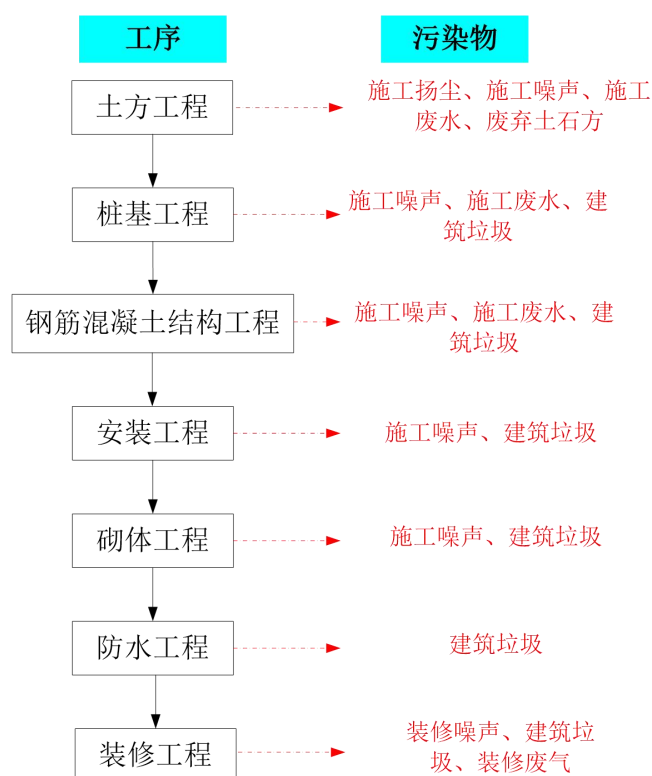 工序
污染物
土方工程
施工扬尘、施工噪声、施工
废水、废弃土石方
桩基工程
施工噪声、施工废水、建
筑垃圾
钢筋混凝土结构工程
施工噪声、施工废水、建
筑垃圾
安装工程
施工噪声、建筑垃圾
砌体工程
施工噪声、建筑垃圾
防水工程
建筑垃圾
装修工程
装修噪声、建筑垃
圾、装修废气